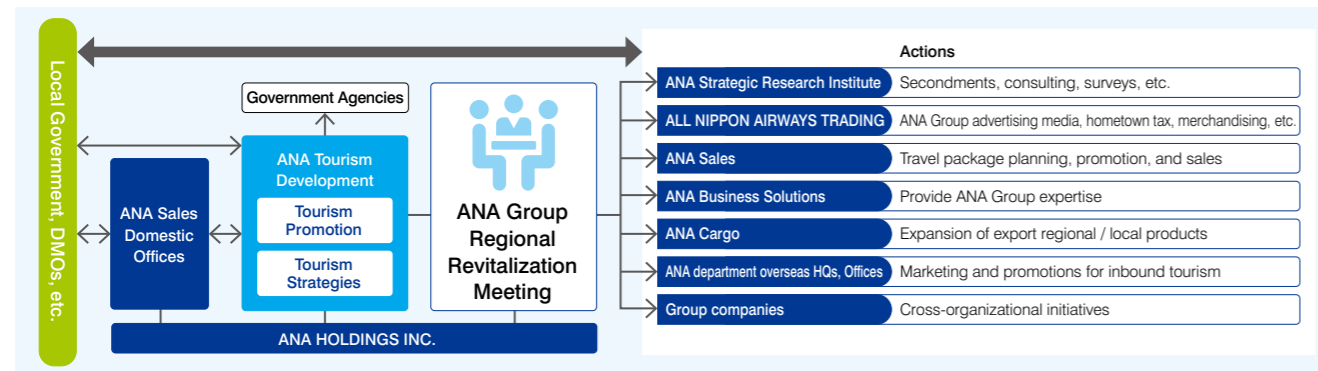 Local Government, DMOs, etc.
Government Agencies
ANA Tourism
Development
Tourism
Promotion
Tourism
Strategies
ANA Sales
Domestic
Offices
ANA Group
Regional
Revitalization
Meeting
ANA HOLDINGS INC.
Actions
ANA Strategic Research Institute Secondments, consulting, surveys, etc.
ALL NIPPON AIRWAYS TRADING ANA Group advertising media, hometown tax, merchandising, etc.
ANA Sales Travel package planning, promotion, and sales
ANA Business Solutions Provide ANA Group expertise
ANA Cargo Expansion of export regional / local products
ANA department overseas HQs, Offices Marketing and promotions for inbound tourism
Group companies Cross-organizational initiatives